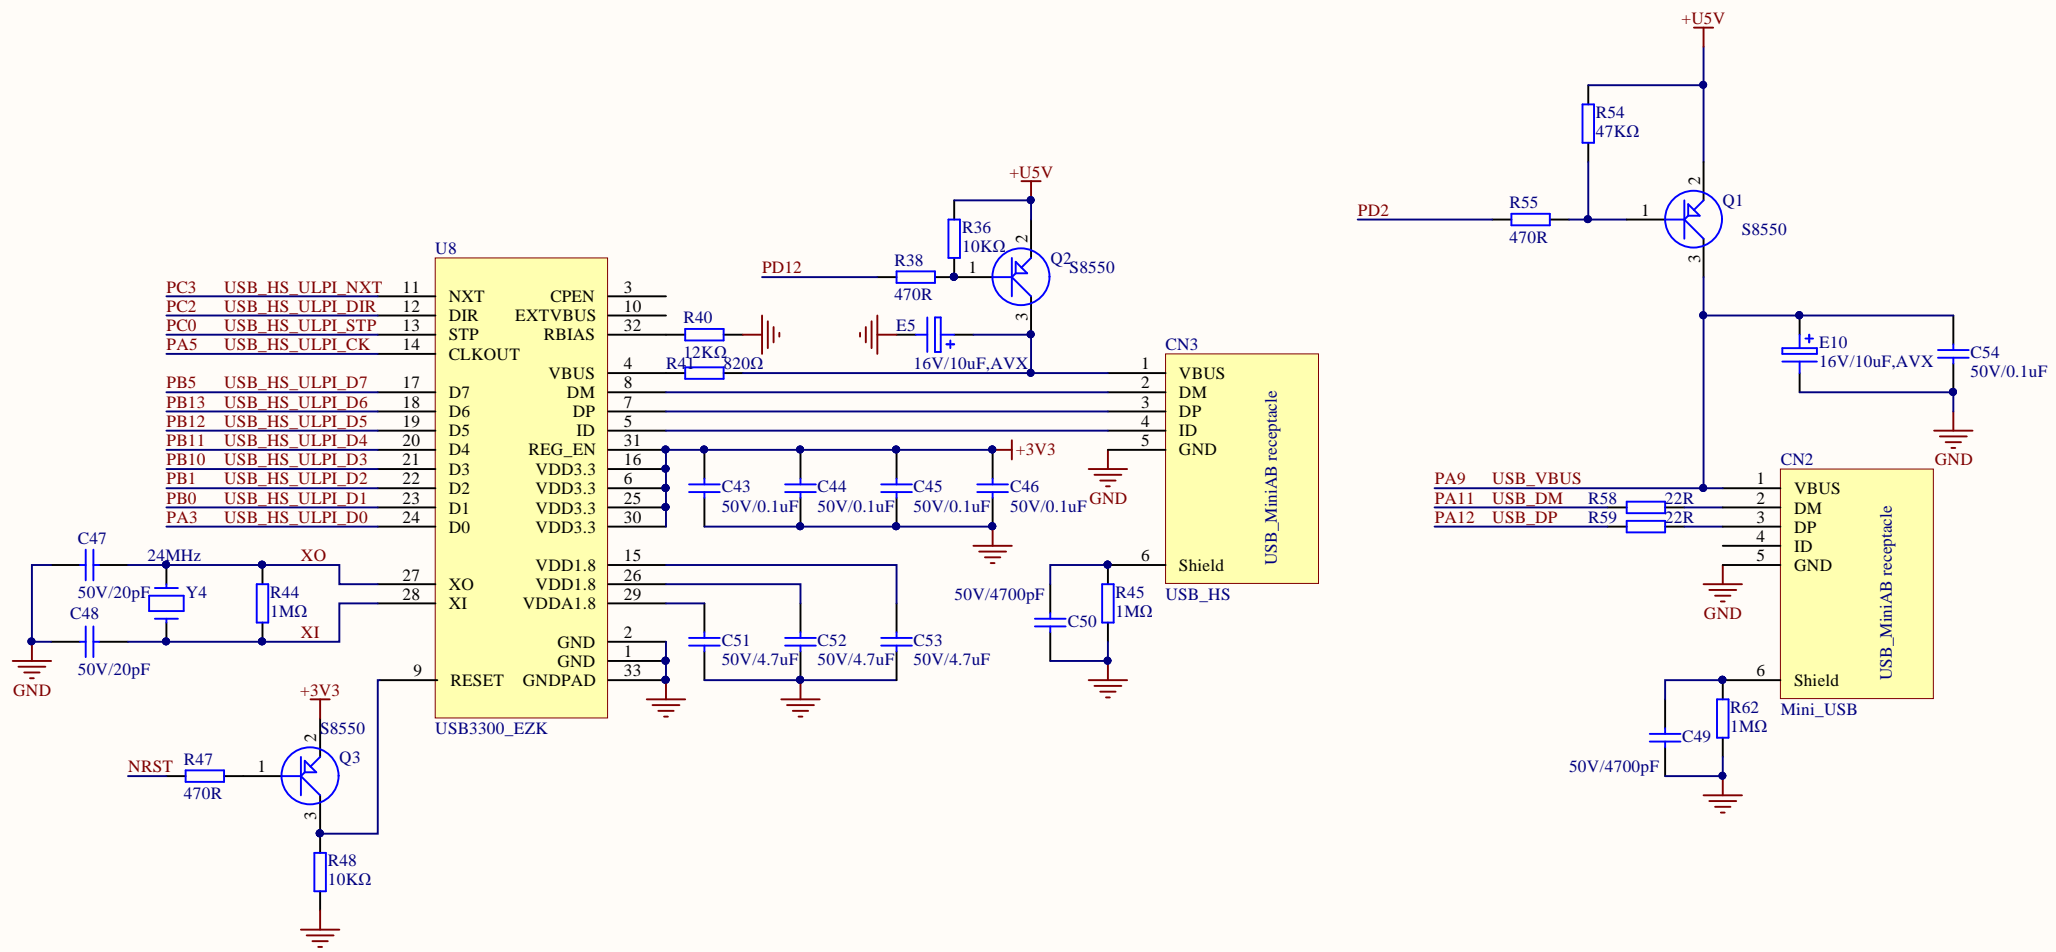 U8
PC3 USB_HS_ULPI_NXT 11 NXT
PC2 USB_HS_ULPI_DIR 12 DIR
PC0 USB_HS_ULPI_STP 13 STP
PA5 USB_HS_ULPI_CK 14 CLKOUT
PB5 USB_HS_ULPI_D7 17 D7
PB13 USB_HS_ULPI_D6 18 D6
PB12 USB_HS_ULPI_D5 19 D5
PB11 USB_HS_ULPI_D4 20 D4
PB10 USB_HS_ULPI_D3 21 D3
PB1 USB_HS_ULPI_D2 22 D2
PB0 USB_HS_ULPI_D1 23 D1
PA3 USB_HS_ULPI_D0 24 D0
27 XO
28 XI
9 RESET
CPEN 3
EXTVBUS 10
RBIAS 32
VBUS 4
DM 8
DP 7
ID 5
REG_EN 31
VDD3.3 16
VDD3.3 6
VDD3.3 25
VDD3.3 30
VDD1.8 15
VDD1.8 26
VDDA1.8 29
GND 2
GND 1
GNDPAD 33
USB3300_EZK
C47
50V/20pF
C48
50V/20pF
GND
24MHz
Y4
R44
1MΩ
XO
XI
+3V3
S8550
2
Q3
NRST
R47
470R
1
3
R48
10KΩ
R40
12KΩ
R41 820Ω
+U5V
R36
10KΩ
2
Q2
S8550
PD12
R38
470R
1
3
E5
16V/10uF,AVX
+3V3
C43
50V/0.1uF
C44
50V/0.1uF
C45
50V/0.1uF
C46
50V/0.1uF
C51
50V/4.7uF
C52
50V/4.7uF
C53
50V/4.7uF
CN3
1 VBUS
2 DM
3 DP
4 ID
5 GND
GND
6 Shield
USB_MiniAB receptacle
USB_HS
50V/4700pF
C50
R45
1MΩ
+U5V
R54
47KΩ
PD2
R55
470R
1
2
Q1
S8550
3
E10
16V/10uF,AVX
C54
50V/0.1uF
GND
CN2
PA9 USB_VBUS 1 VBUS
PA11 USB_DM R58 22R 2 DM
PA12 USB_DP R59 22R 3 DP
4 ID
5 GND
GND
6 Shield
USB_MiniAB receptacle
Mini_USB
R62
1MΩ
C49
50V/4700pF